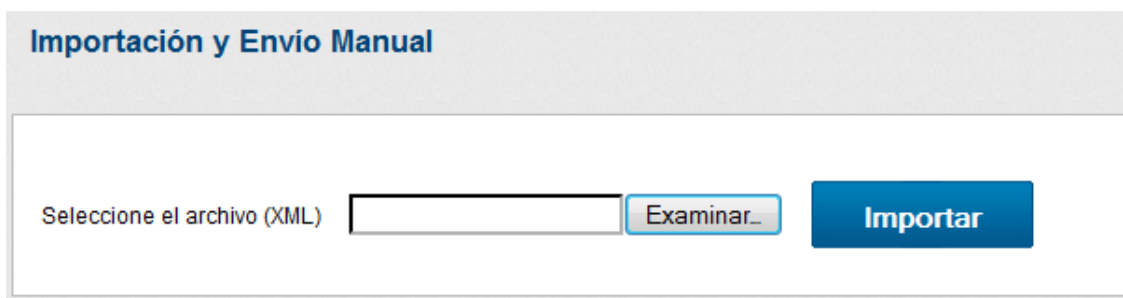 Importación y Envío Manual
Seleccione el archivo (XML) Examinar... Importar